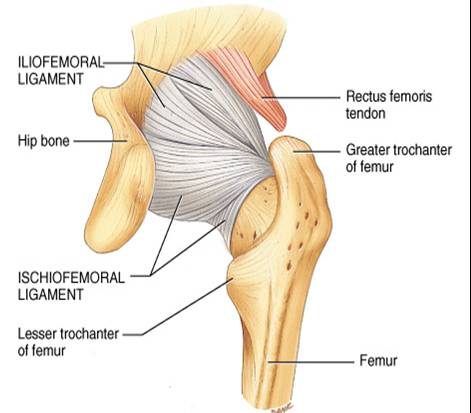 ILIOFEMORAL
LIGAMENT
Hip bone
ISCHIOFEMORAL
LIGAMENT
Lesser trochanter
of femur
Rectus femoris
tendon
Greater trochanter
of femur
Femur